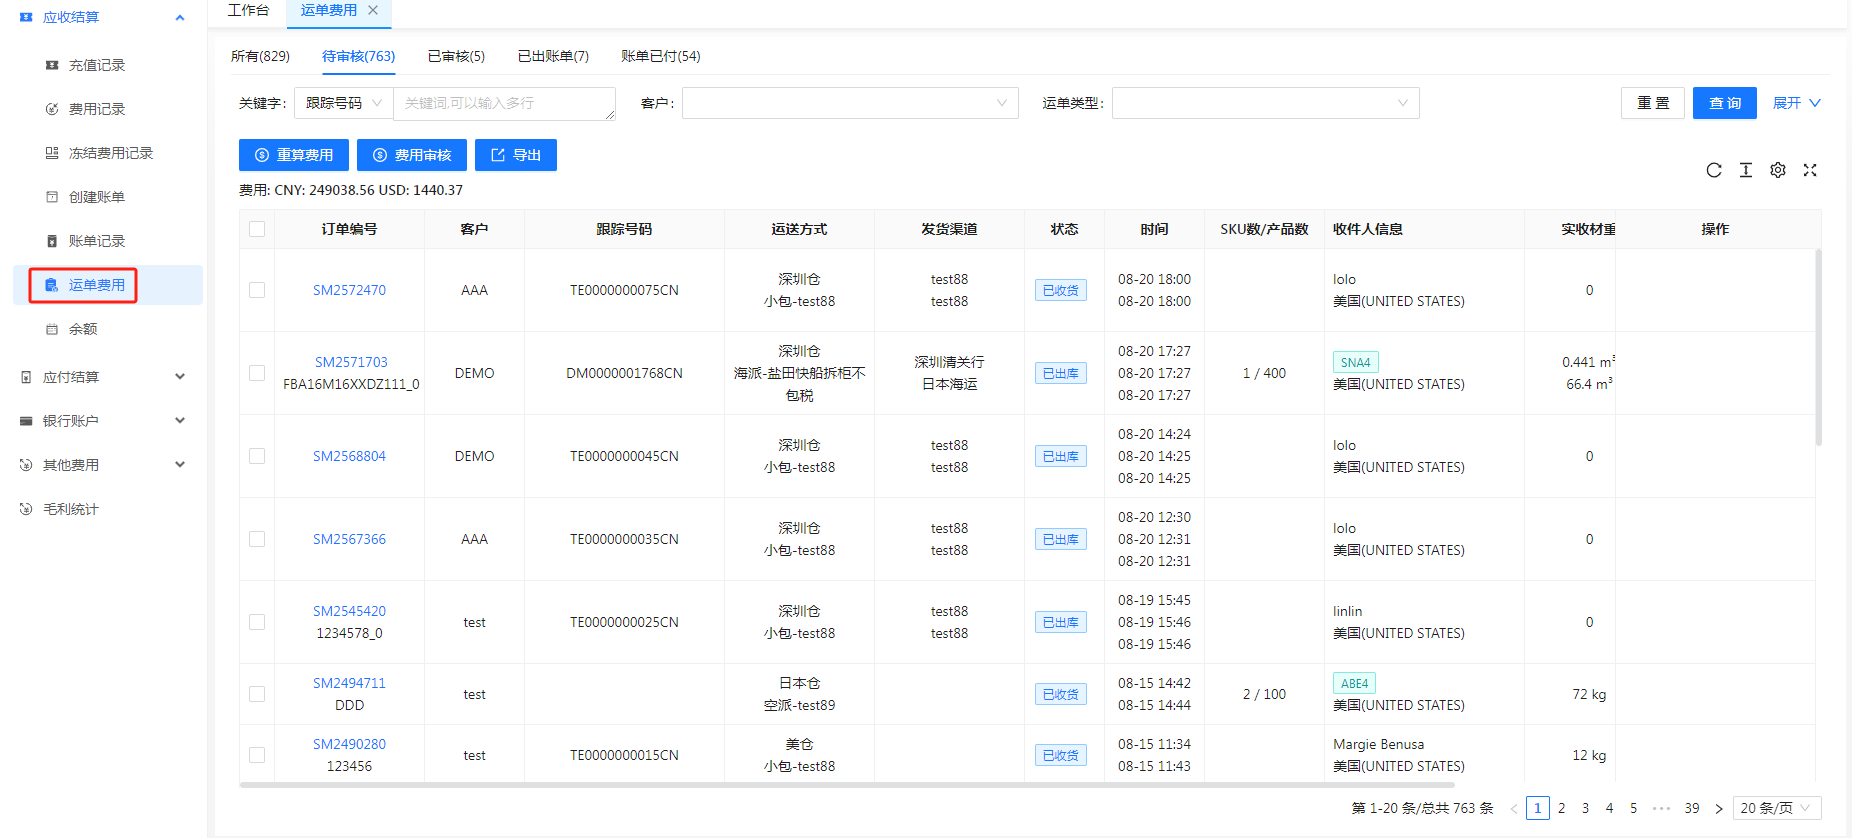 应收结算
充值记录
费用记录
冻结费用记录
创建账单
账单记录
运单费用
余额
应付结算
银行账户
其他费用
毛利统计
工作台 运单费用
所有(829) 待审核(763) 已审核(5) 已出账单(7) 账单已付(54)
关键字: 跟踪号码 关键词,可以输入多行 客户: 运单类型: 重 置 查 询 展开
重算费用 费用审核 导出
费用: CNY: 249038.56 USD: 1440.37
订单编号 客户 跟踪号码 运送方式 发货渠道 状态 时间 SKU数/产品数 收件人信息 实收材重 操作
SM2572470 AAA TE0000000075CN 深圳仓
小包-test88 test88
test88 已收货 08-20 18:00
08-20 18:00 lolo
美国(UNITED STATES) 0
SM2571703
FBA16M16XXDZ111_0 DEMO DM0000001768CN 深圳仓
海派-盐田快船拆柜不
包税 深圳清关行
日本海运 已出库 08-20 17:27
08-20 17:27
08-20 17:27 1 / 400 SNA4
美国(UNITED STATES) 0.441 m³
66.4 m³
SM2568804 DEMO TE0000000045CN 深圳仓
小包-test88 test88
test88 已出库 08-20 14:24
08-20 14:25
08-20 14:25 lolo
美国(UNITED STATES) 0
SM2567366 AAA TE0000000035CN 深圳仓
小包-test88 test88
test88 已出库 08-20 12:30
08-20 12:31
08-20 12:31 lolo
美国(UNITED STATES) 0
SM2545420
1234578_0 test TE0000000025CN 深圳仓
小包-test88 test88
test88 已出库 08-19 15:45
08-19 15:46
08-19 15:46 linlin
美国(UNITED STATES) 0
SM2494711
DDD test 日本仓
空派-test89 已收货 08-15 14:42
08-15 14:44 2 / 100 ABE4
美国(UNITED STATES) 72 kg
SM2490280
123456 test TE0000000015CN 美仓
小包-test88 已收货 08-15 11:34
08-15 11:43 Margie Benusa
美国(UNITED STATES) 12 kg
第 1-20 条/总共 763 条 < 1 2 3 4 5 ••• 39 > 20 条/页